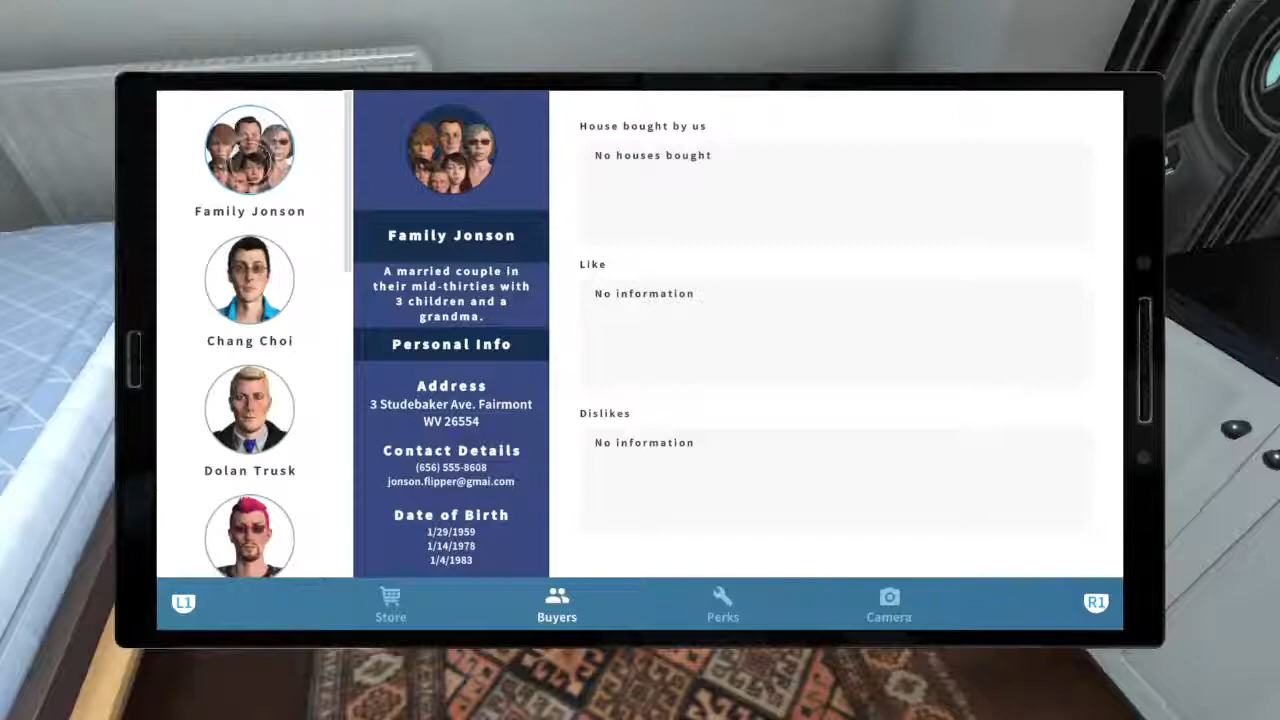 Family Jonson
Chang Choi
Dolan Trusk
Family Jonson
A married couple in
their mid-thirties with
3 children and a
grandma.
Personal Info
Address
3 Studebaker Ave. Fairmont
WV 26554
Contact Details
(656) 555-8608
jonson.flipper@gmai.com
Date of Birth
1/29/1959
1/14/1978
1/4/1983
House bought by us
No houses bought
Like
No information
Dislikes
No information
L1
Store
Buyers
Perks
Camera
R1